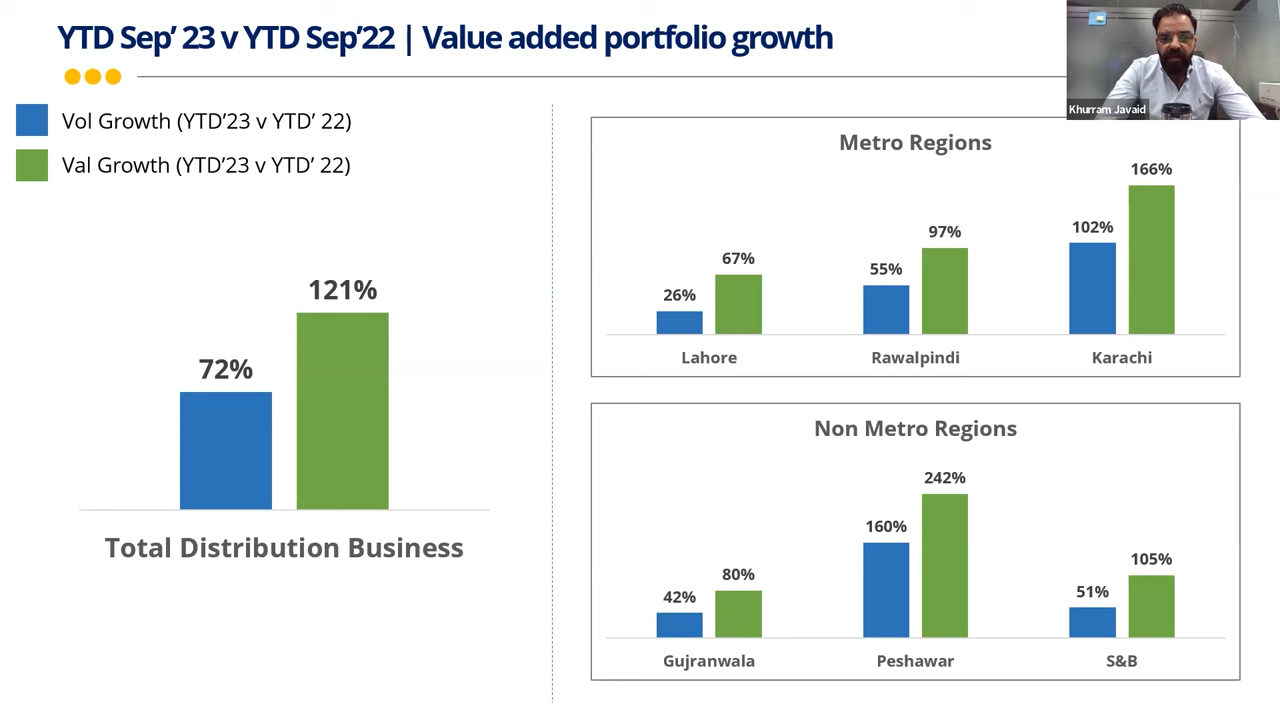 YTD Sep’ 23 v YTD Sep’22 | Value added portfolio growth
Khurram Javaid
Vol Growth (YTD’23 v YTD’ 22)
Val Growth (YTD’23 v YTD’ 22)
121%
72%
Total Distribution Business
Metro Regions
26%
67%
55%
97%
102%
166%
Lahore
Rawalpindi
Karachi
Non Metro Regions
42%
80%
160%
242%
51%
105%
Gujranwala
Peshawar
S&B